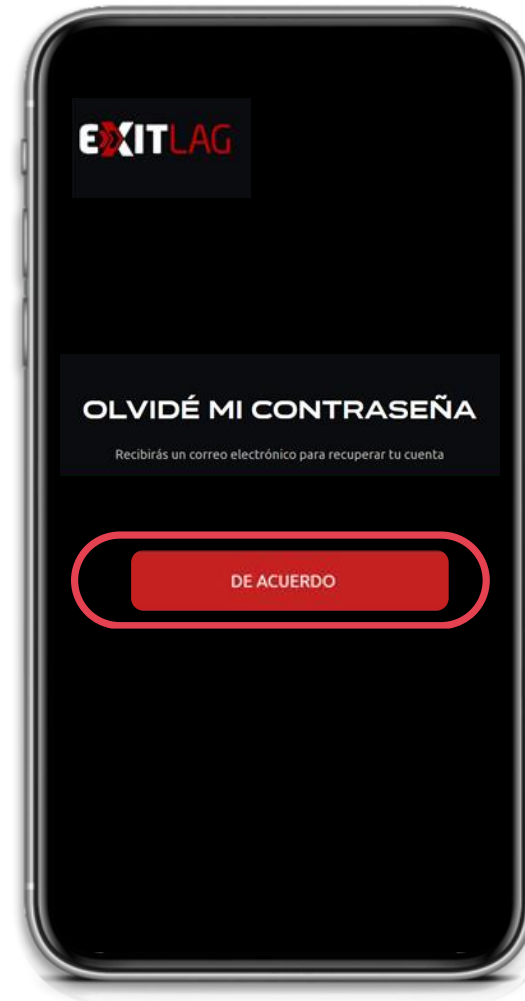 EXITLAG
OLVIDÉ MI CONTRASEÑA
Recibirás un correo electrónico para recuperar tu cuenta
DE ACUERDO